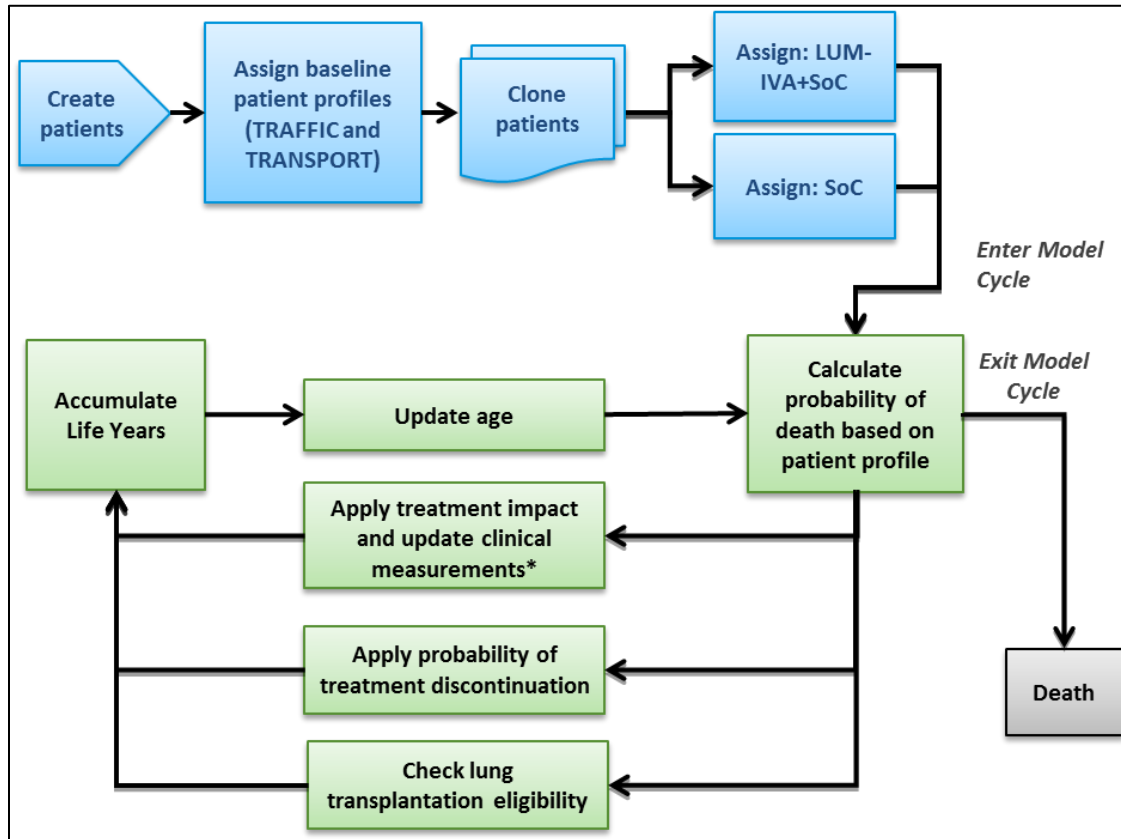 Create
patients
Assign baseline
patient profiles
(TRAFFIC and
TRANSPORT)
Clone
patients
Assign: LUM-
IVA+SoC
Assign: SoC
Enter Model
Cycle
Accumulate
Life Years
Update age
Calculate
probability of
death based on
patient profile
Exit Model
Cycle
Apply treatment impact
and update clinical
measurements*
Apply probability of
treatment discontinuation
Check lung
transplantation eligibility
Death